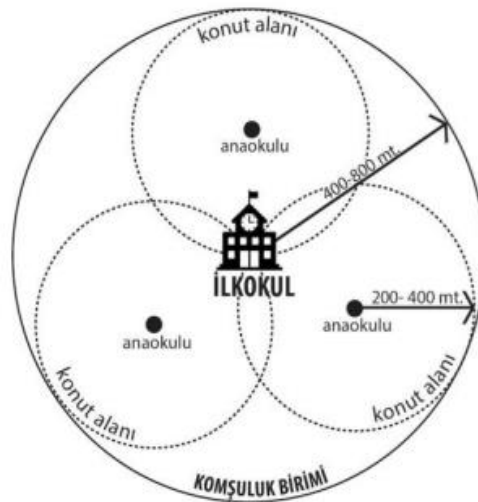 konut alanı
anaokulu
400-800 mt.
İLKOKUL
200- 400 mt.
anaokulu
anaokulu
konut alanı
konut alanı
KOMŞULUK BİRİMİ